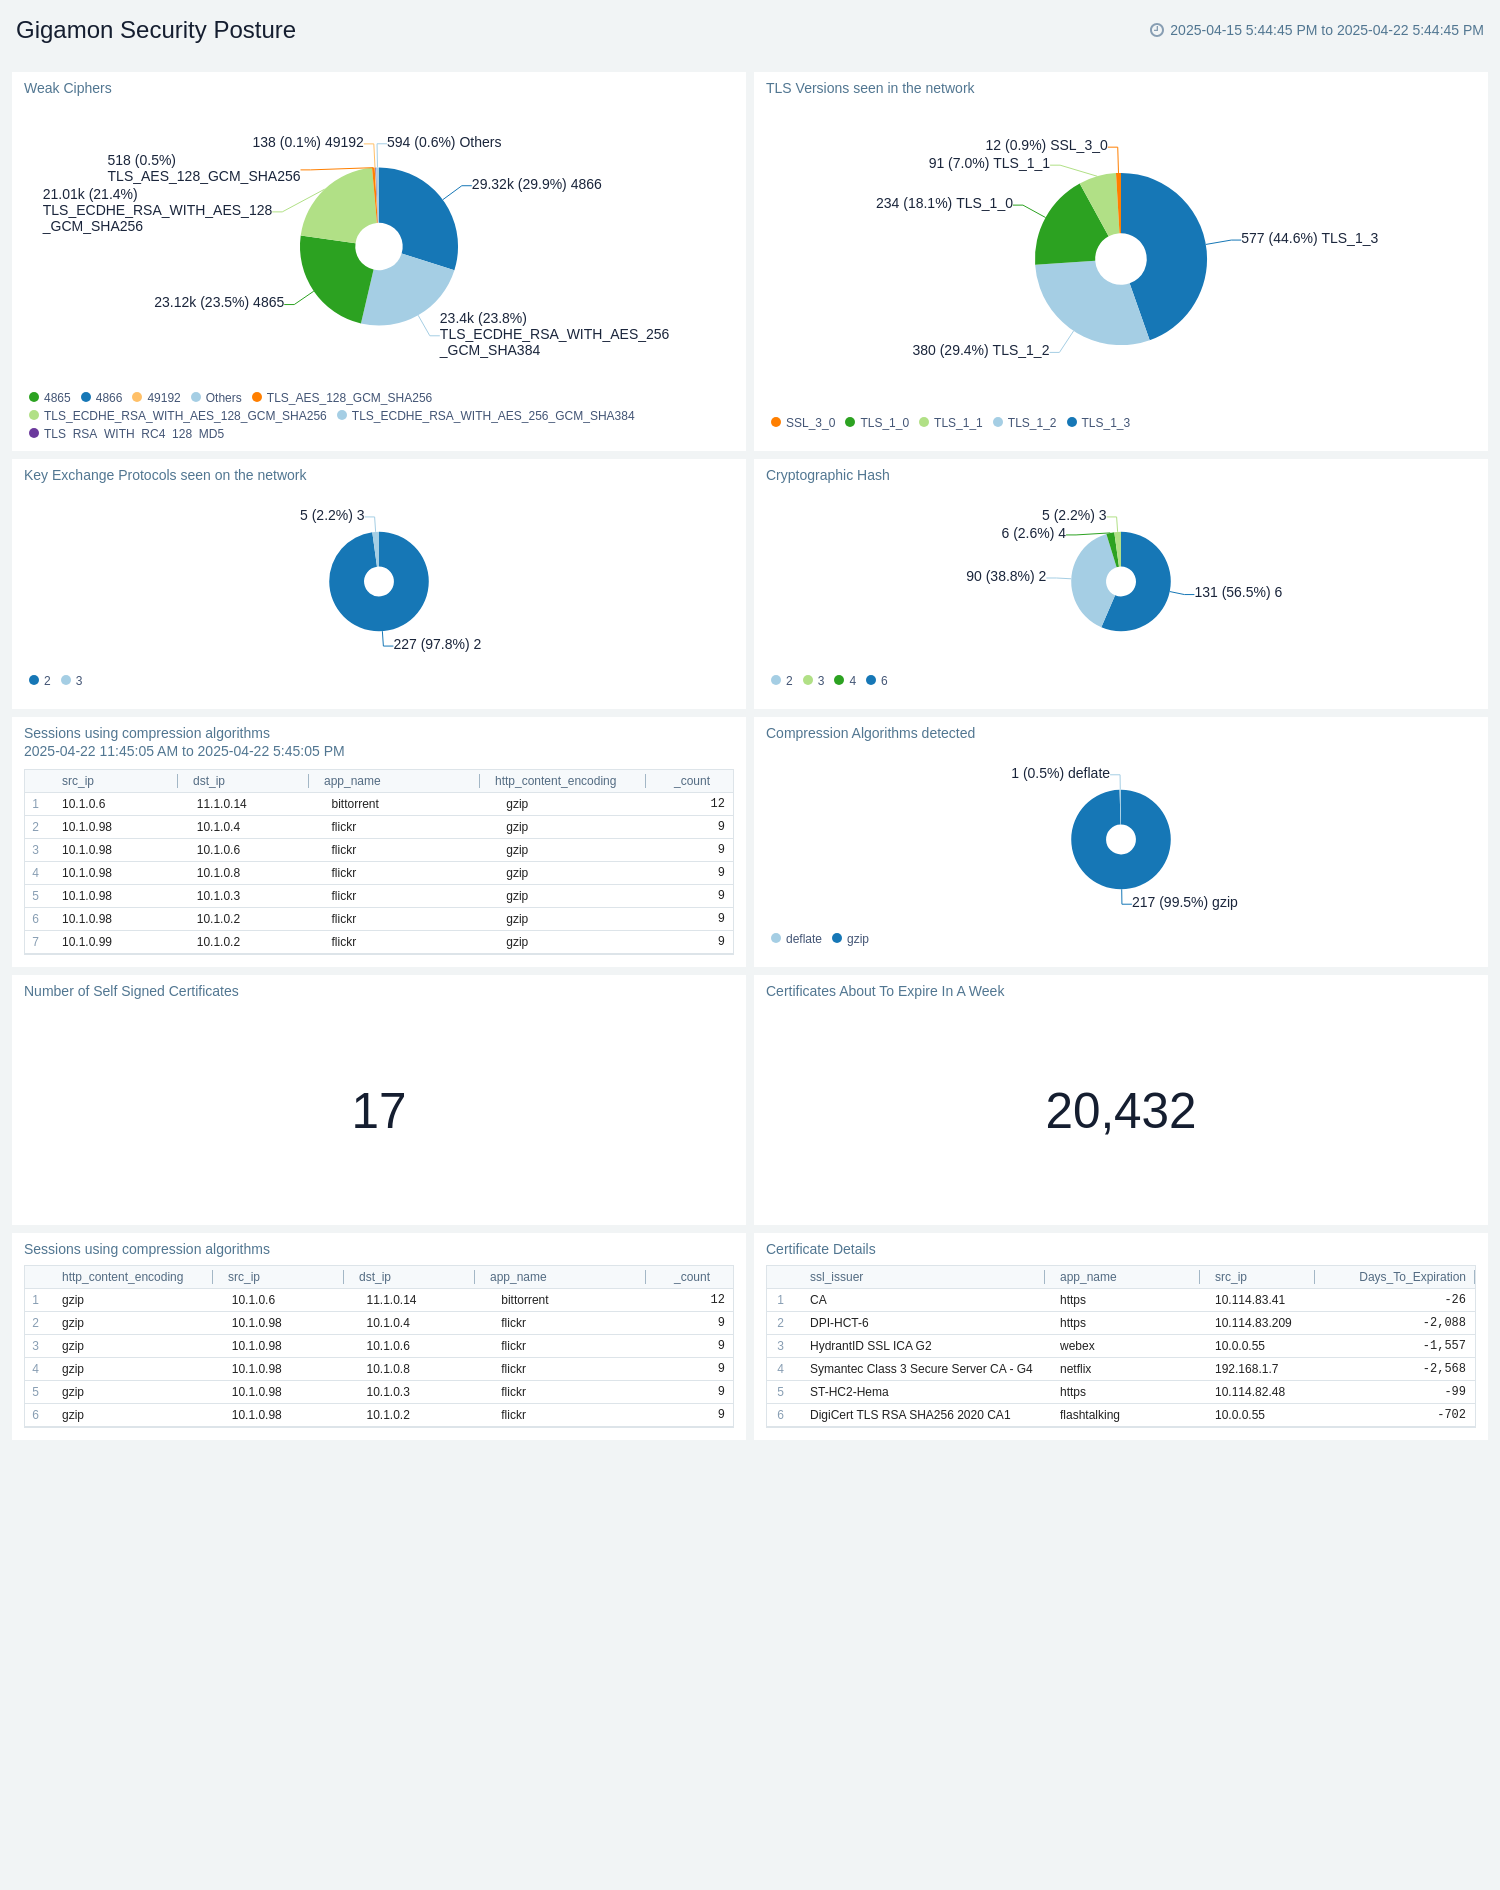 Gigamon Security Posture
2025-04-15 5:44:45 PM to 2025-04-22 5:44:45 PM
Weak Ciphers
138 (0.1%) 49192
594 (0.6%) Others
518 (0.5%)
TLS_AES_128_GCM_SHA256
29.32k (29.9%) 4866
21.01k (21.4%)
TLS_ECDHE_RSA_WITH_AES_128
_GCM_SHA256
23.12k (23.5%) 4865
23.4k (23.8%)
TLS_ECDHE_RSA_WITH_AES_256
_GCM_SHA384
4865 4866 49192 Others TLS_AES_128_GCM_SHA256
TLS_ECDHE_RSA_WITH_AES_128_GCM_SHA256 TLS_ECDHE_RSA_WITH_AES_256_GCM_SHA384
TLS_RSA_WITH_RC4_128_MD5
TLS Versions seen in the network
12 (0.9%) SSL_3_0
91 (7.0%) TLS_1_1
234 (18.1%) TLS_1_0
577 (44.6%) TLS_1_3
380 (29.4%) TLS_1_2
SSL_3_0 TLS_1_0 TLS_1_1 TLS_1_2 TLS_1_3
Key Exchange Protocols seen on the network
5 (2.2%) 3
227 (97.8%) 2
2 3
Cryptographic Hash
5 (2.2%) 3
6 (2.6%) 4
90 (38.8%) 2
131 (56.5%) 6
2 3 4 6
Sessions using compression algorithms
2025-04-22 11:45:05 AM to 2025-04-22 5:45:05 PM
src_ip dst_ip app_name http_content_encoding _count
1 10.1.0.6 11.1.0.14 bittorrent gzip 12
2 10.1.0.98 10.1.0.4 flickr gzip 9
3 10.1.0.98 10.1.0.6 flickr gzip 9
4 10.1.0.98 10.1.0.8 flickr gzip 9
5 10.1.0.98 10.1.0.3 flickr gzip 9
6 10.1.0.98 10.1.0.2 flickr gzip 9
7 10.1.0.99 10.1.0.2 flickr gzip 9
Compression Algorithms detected
1 (0.5%) deflate
217 (99.5%) gzip
deflate gzip
Number of Self Signed Certificates
17
Certificates About To Expire In A Week
20,432
Sessions using compression algorithms
http_content_encoding src_ip dst_ip app_name _count
1 gzip 10.1.0.6 11.1.0.14 bittorrent 12
2 gzip 10.1.0.98 10.1.0.4 flickr 9
3 gzip 10.1.0.98 10.1.0.6 flickr 9
4 gzip 10.1.0.98 10.1.0.8 flickr 9
5 gzip 10.1.0.98 10.1.0.3 flickr 9
6 gzip 10.1.0.98 10.1.0.2 flickr 9
Certificate Details
ssl_issuer app_name src_ip Days_To_Expiration
1 CA https 10.114.83.41 -26
2 DPI-HCT-6 https 10.114.83.209 -2,088
3 HydrantID SSL ICA G2 webex 10.0.0.55 -1,557
4 Symantec Class 3 Secure Server CA - G4 netflix 192.168.1.7 -2,568
5 ST-HC2-Hema https 10.114.82.48 -99
6 DigiCert TLS RSA SHA256 2020 CA1 flashtalking 10.0.0.55 -702